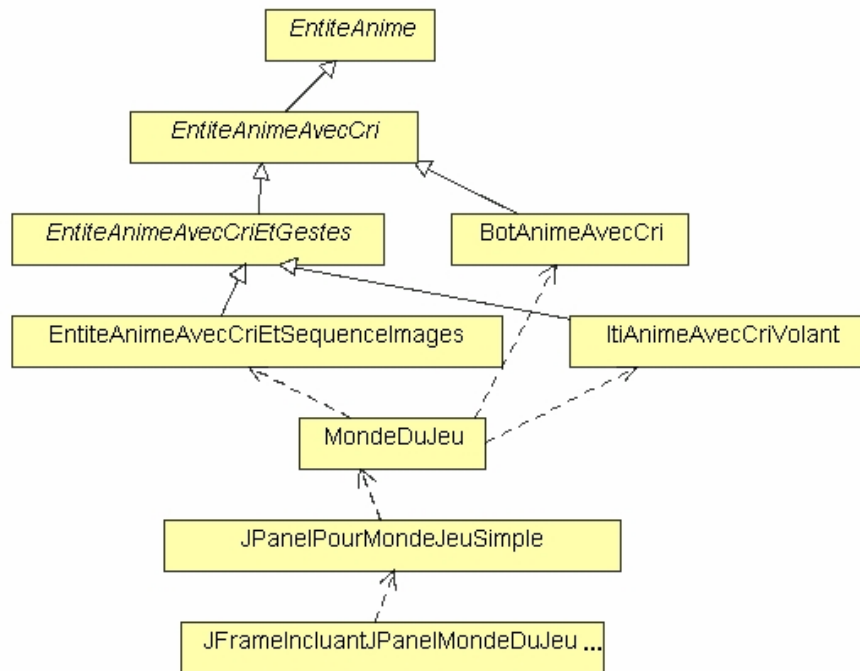 EntiteAnime
EntiteAnimeAvecCri
EntiteAnimeAvecCriEtGestes
BotAnimeAvecCri
EntiteAnimeAvecCriEtSequenceImages
ItiAnimeAvecCriVolant
MondeDuJeu
JPanelPourMondeJeuSimple
JFrameIncluantJPanelMondeDuJeu ...